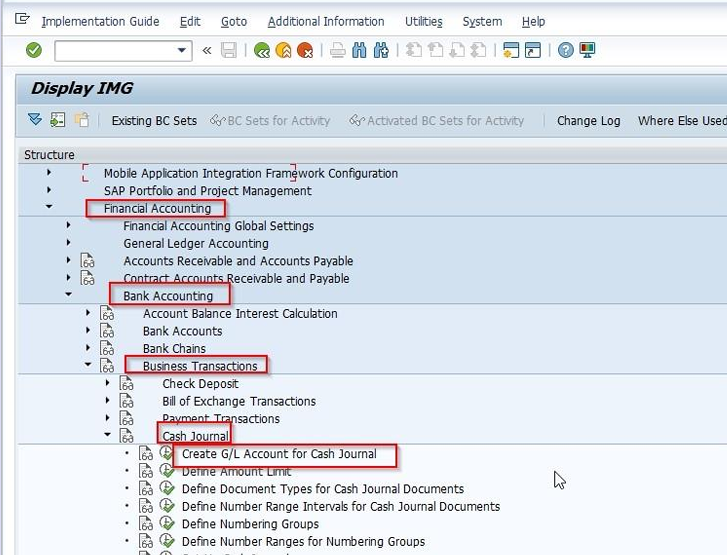 Implementation Guide Edit Goto Additional Information Utilities System Help
Display IMG
Existing BC Sets BC Sets for Activity Activated BC Sets for Activity Change Log Where Else Used
Structure
Mobile Application Integration Framework Configuration
SAP Portfolio and Project Management
Financial Accounting
Financial Accounting Global Settings
General Ledger Accounting
Accounts Receivable and Accounts Payable
Contract Accounts Receivable and Payable
Bank Accounting
Account Balance Interest Calculation
Bank Accounts
Bank Chains
Business Transactions
Check Deposit
Bill of Exchange Transactions
Payment Transactions
Cash Journal
Create G/L Account for Cash Journal
Define Amount Limit
Define Document Types for Cash Journal Documents
Define Number Range Intervals for Cash Journal Documents
Define Numbering Groups
Define Number Ranges for Numbering Groups